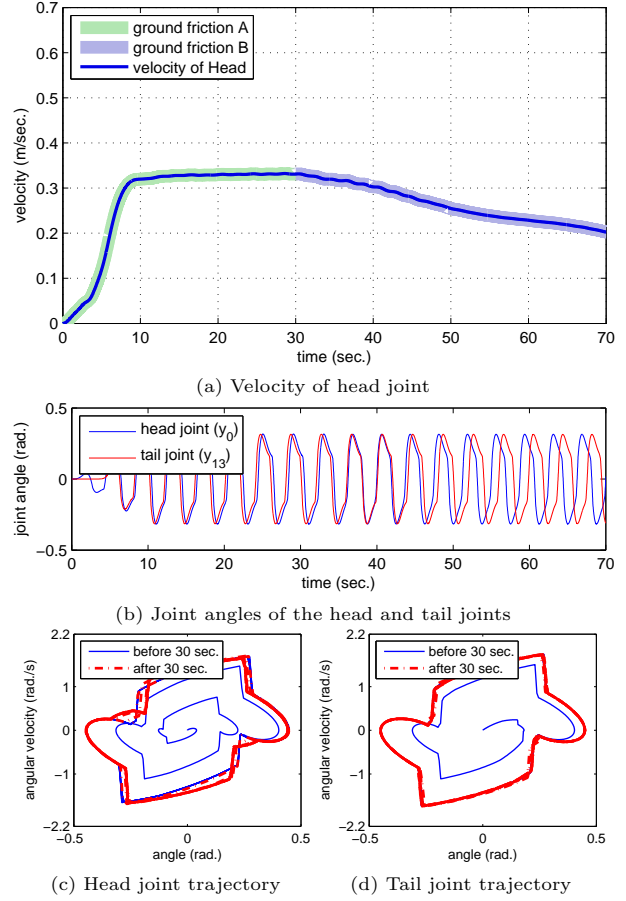 0.7
0.6
0.5
0.4
0.3
0.2
0.1
0
velocity (m/sec.)
ground friction A
ground friction B
velocity of Head
0 10 20 30 40 50 60 70
time (sec.)
(a) Velocity of head joint
0.5
0
−0.5
joint angle (rad.)
head joint (y0)
tail joint (y13)
0 10 20 30 40 50 60 70
time (sec.)
(b) Joint angles of the head and tail joints
2.2
1
0
−1
−2.2
angular velocity (rad./s)
before 30 sec.
after 30 sec.
−0.5 0 0.5
angle (rad.)
(c) Head joint trajectory
2.2
1
0
−1
−2.2
angular velocity (rad./s)
before 30 sec.
after 30 sec.
−0.5 0 0.5
angle (rad.)
(d) Tail joint trajectory